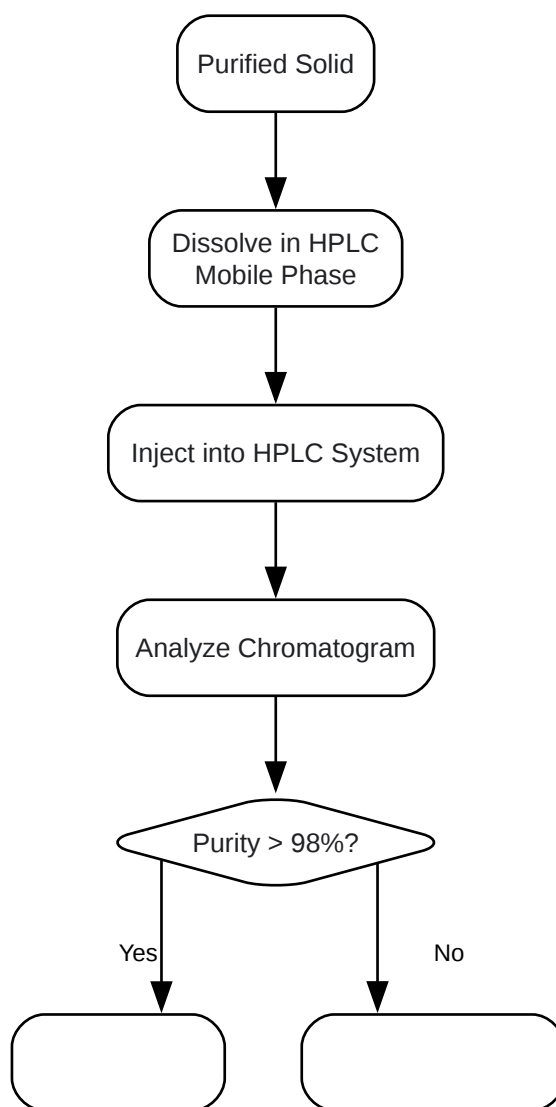 Purified Solid
Dissolve in HPLC
Mobile Phase
Inject into HPLC System
Analyze Chromatogram
Purity > 98%?
Yes
No